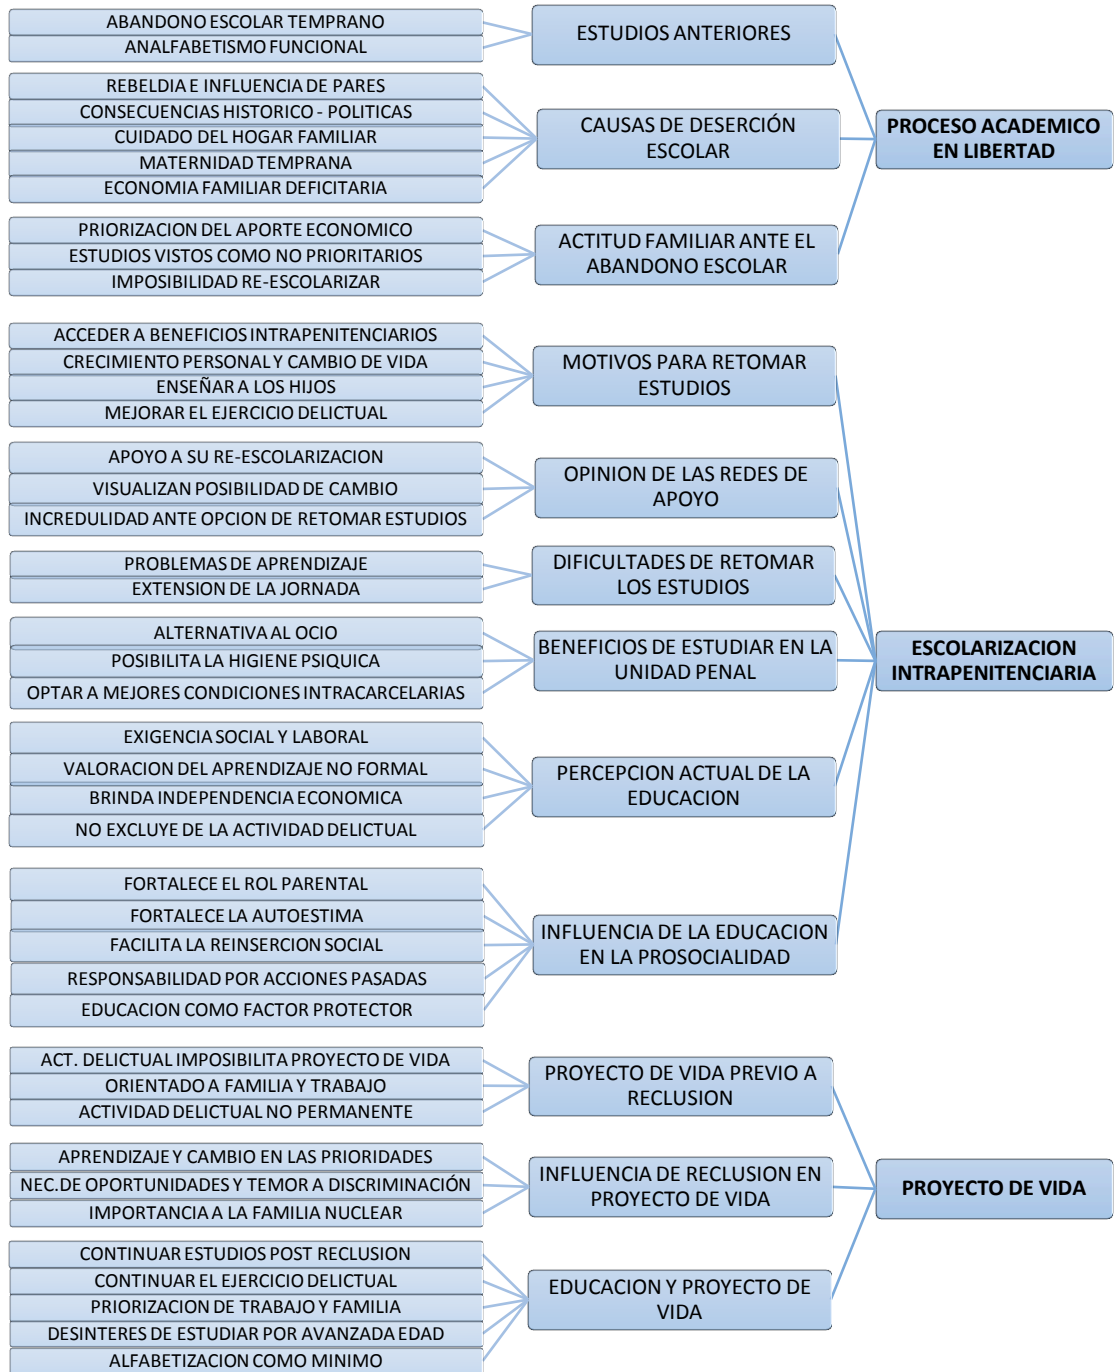 ABANDONO ESCOLAR TEMPRANO
ANALFABETISMO FUNCIONAL
ESTUDIOS ANTERIORES
REBELDIA E INFLUENCIA DE PARES
CONSECUENCIAS HISTORICO - POLITICAS
CUIDADO DEL HOGAR FAMILIAR
MATERNIDAD TEMPRANA
ECONOMIA FAMILIAR DEFICITARIA
CAUSAS DE DESERCIÓN
ESCOLAR
PRIORIZACION DEL APORTE ECONOMICO
ESTUDIOS VISTOS COMO NO PRIORITARIOS
IMPOSIBILIDAD RE-ESCOLARIZAR
ACTITUD FAMILIAR ANTE EL
ABANDONO ESCOLAR
PROCESO ACADEMICO
EN LIBERTAD
ACCEDER A BENEFICIOS INTRAPENITENCIARIOS
CRECIMIENTO PERSONAL Y CAMBIO DE VIDA
ENSEÑAR A LOS HIJOS
MEJORAR EL EJERCICIO DELICTUAL
MOTIVOS PARA RETOMAR
ESTUDIOS
APOYO A SU RE-ESCOLARIZACION
VISUALIZAN POSIBILIDAD DE CAMBIO
INCREDULIDAD ANTE OPCION DE RETOMAR ESTUDIOS
OPINION DE LAS REDES DE
APOYO
PROBLEMAS DE APRENDIZAJE
EXTENSION DE LA JORNADA
DIFICULTADES DE RETOMAR
LOS ESTUDIOS
ALTERNATIVA AL OCIO
POSIBILITA LA HIGIENE PSIQUICA
OPTAR A MEJORES CONDICIONES INTRACARCELARIAS
BENEFICIOS DE ESTUDIAR EN LA
UNIDAD PENAL
EXIGENCIA SOCIAL Y LABORAL
VALORACION DEL APRENDIZAJE NO FORMAL
BRINDA INDEPENDENCIA ECONOMICA
NO EXCLUYE DE LA ACTIVIDAD DELICTUAL
PERCEPCION ACTUAL DE LA
EDUCACION
FORTALECE EL ROL PARENTAL
FORTALECE LA AUTOESTIMA
FACILITA LA REINSERCION SOCIAL
RESPONSABILIDAD POR ACCIONES PASADAS
EDUCACION COMO FACTOR PROTECTOR
INFLUENCIA DE LA EDUCACION
EN LA PROSOCIALIDAD
ESCOLARIZACION
INTRAPENITENCIARIA
ACT. DELICTUAL IMPOSIBILITA PROYECTO DE VIDA
ORIENTADO A FAMILIA Y TRABAJO
ACTIVIDAD DELICTUAL NO PERMANENTE
PROYECTO DE VIDA PREVIO A
RECLUSION
APRENDIZAJE Y CAMBIO EN LAS PRIORIDADES
NEC.DE OPORTUNIDADES Y TEMOR A DISCRIMINACIÓN
IMPORTANCIA A LA FAMILIA NUCLEAR
INFLUENCIA DE RECLUSION EN
PROYECTO DE VIDA
CONTINUAR ESTUDIOS POST RECLUSION
CONTINUAR EL EJERCICIO DELICTUAL
PRIORIZACION DE TRABAJO Y FAMILIA
DESINTERES DE ESTUDIAR POR AVANZADA EDAD
ALFABETIZACION COMO MINIMO
EDUCACION Y PROYECTO DE
VIDA
PROYECTO DE VIDA